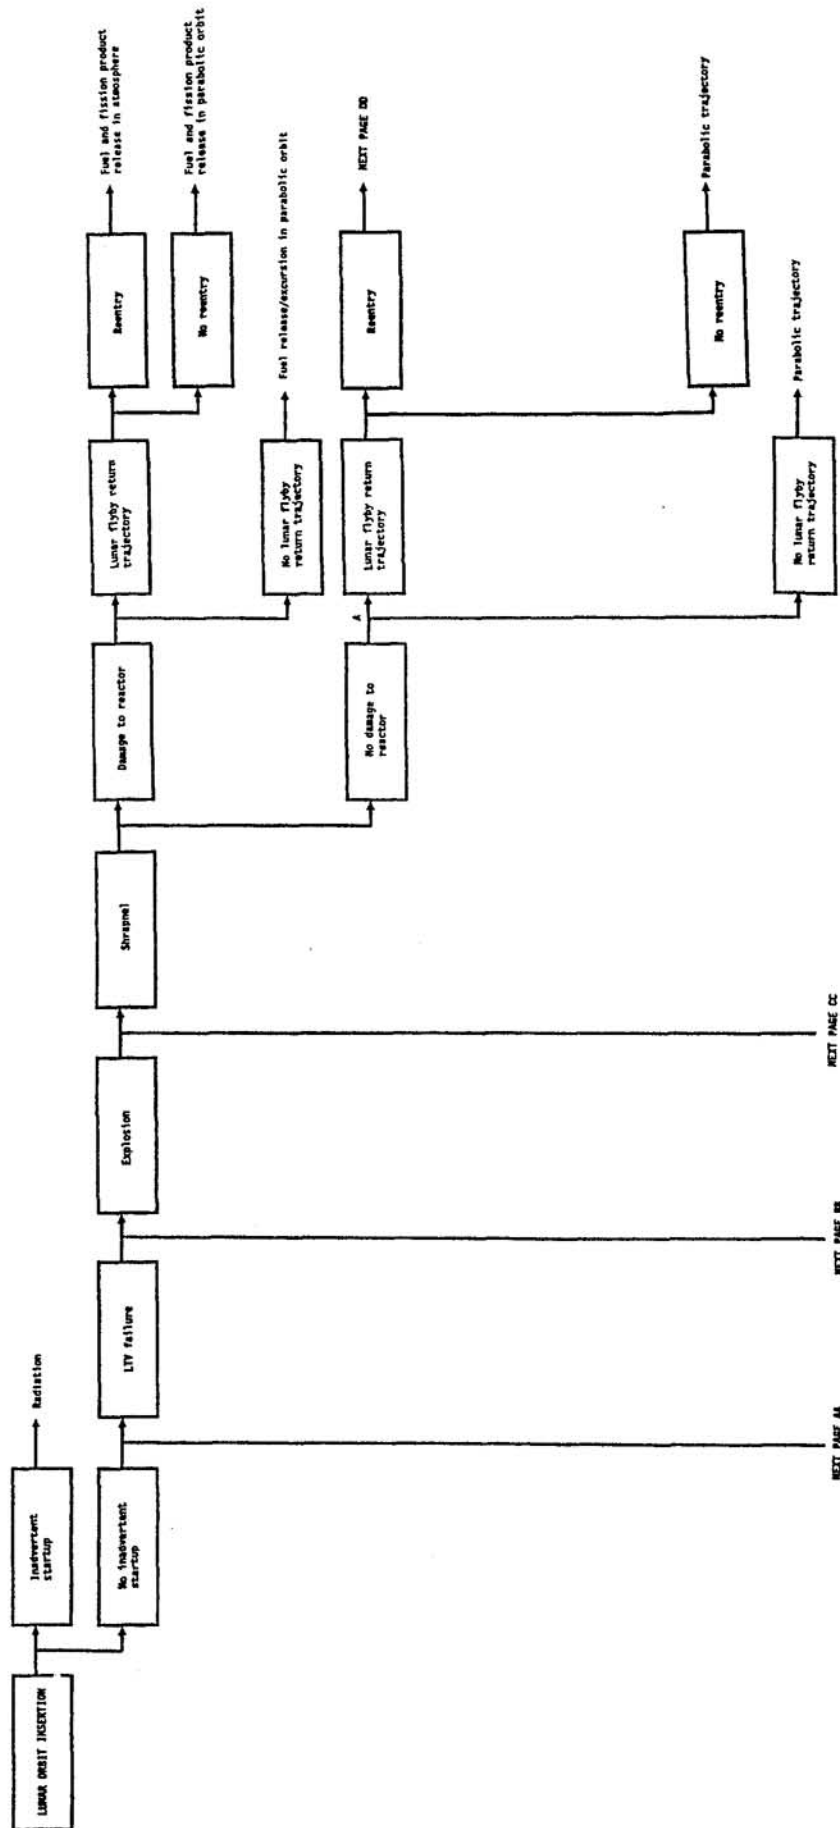 LUNAR ORBIT INSERTION
Inadvertent
startup
Radiation
No inadvertent
startup
NEXT PAGE AA
LTV failure
NEXT PAGE BB
Explosion
NEXT PAGE CC
Shrapnel
Damage to reactor
No damage to
reactor
A
Lunar flyby return
trajectory
No lunar flyby
return trajectory
Fuel release/excursion in parabolic orbit
Lunar flyby return
trajectory
No lunar flyby
return trajectory
Parabolic trajectory
Reentry
Fuel and fission product
release in atmosphere
No reentry
Fuel and fission product
release in parabolic orbit
Reentry
NEXT PAGE DD
No reentry
Parabolic trajectory